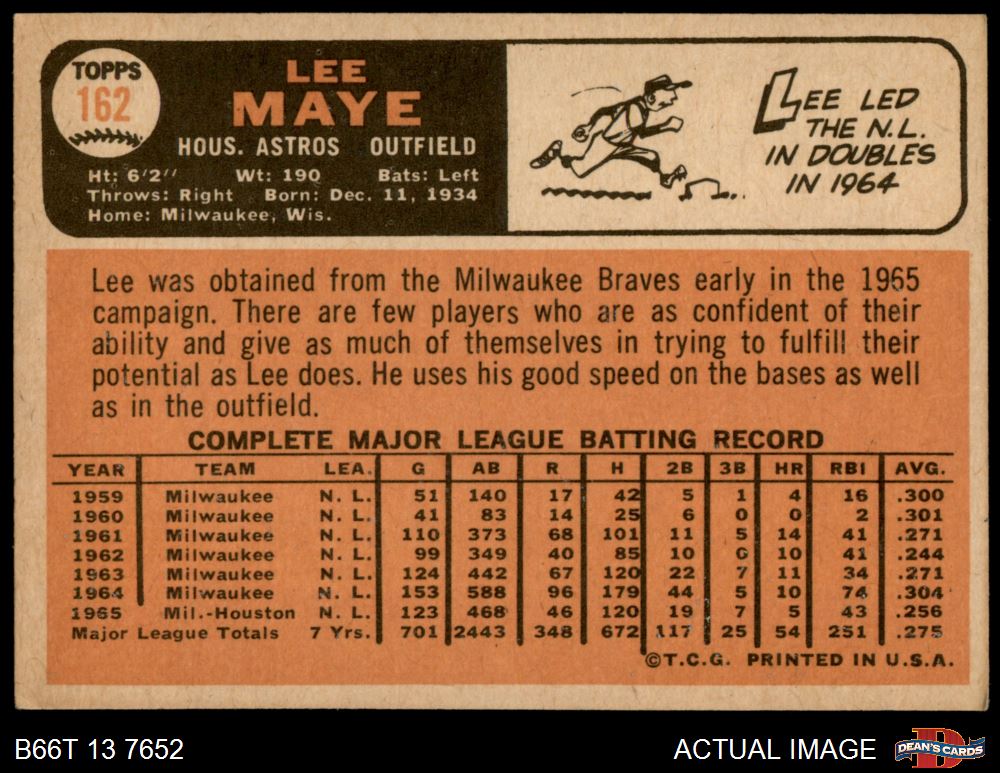 TOPPS
162
LEE
MAYE
HOUS. ASTROS OUTFIELD
Ht: 6'2" Wt: 190 Bats: Left
Throws: Right Born: Dec. 11, 1934
Home: Milwaukee, Wis.
LEE LED
THE N.L.
IN DOUBLES
IN 1964
Lee was obtained from the Milwaukee Braves early in the 1965
campaign. There are few players who are as confident of their
ability and give as much of themselves in trying to fulfill their
potential as Lee does. He uses his good speed on the bases as well
as in the outfield.
COMPLETE MAJOR LEAGUE BATTING RECORD
YEAR TEAM LEA. G AB R H 2B 3B HR RBI AVG.
1959 Milwaukee N. L. 51 140 17 42 5 1 4 16 .300
1960 Milwaukee N. L. 41 83 14 25 6 0 0 2 .301
1961 Milwaukee N. L. 110 373 68 101 11 5 14 41 .271
1962 Milwaukee N. L. 99 349 40 85 10 0 10 41 .244
1963 Milwaukee N. L. 124 442 67 120 22 7 11 34 .271
1964 Milwaukee N. L. 153 588 96 179 44 5 10 74 .304
1965 Mil.-Houston N. L. 123 468 46 120 19 7 5 43 .256
Major League Totals 7 Yrs. 701 2443 348 672 117 25 54 251 .275
©T.C.G. PRINTED IN U.S.A.
B66T 13 7652
ACTUAL IMAGE
D
DEAN'S CARDS